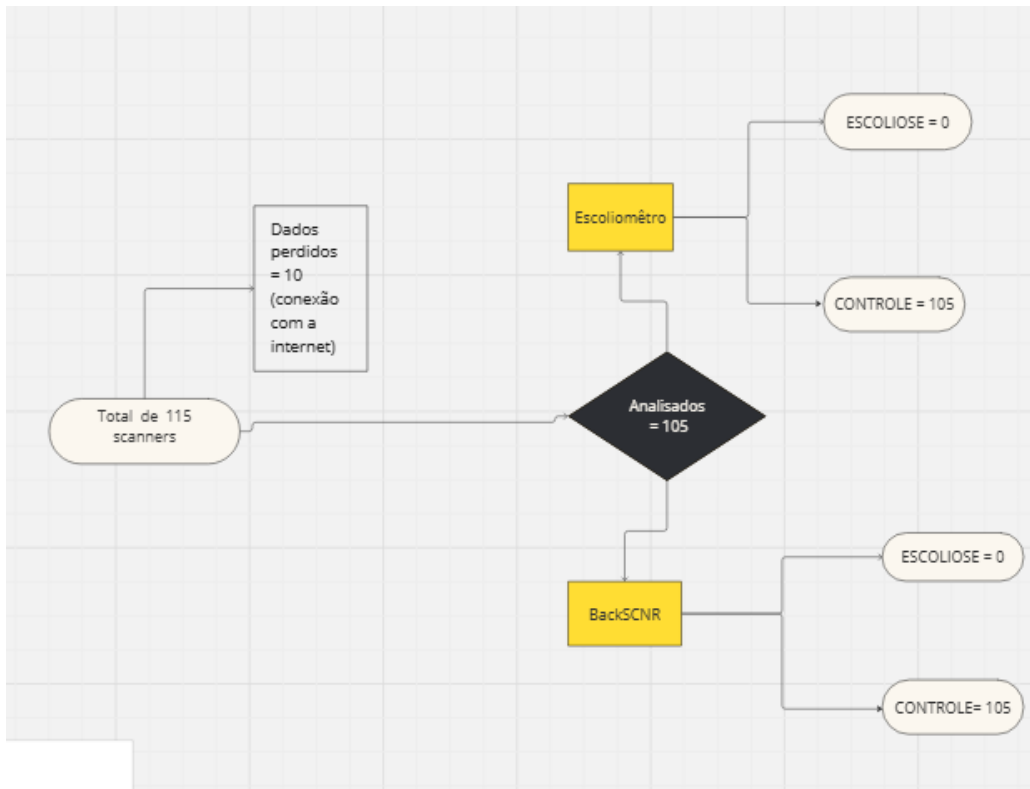 ESCOLIOSE = 0
Escoliomêtro
Dados
perdidos
= 10
(conexão
com a
internet)
CONTROLE = 105
Total de 115
scanners
Analisados
= 105
ESCOLIOSE = 0
BackSCNR
CONTROLE= 105